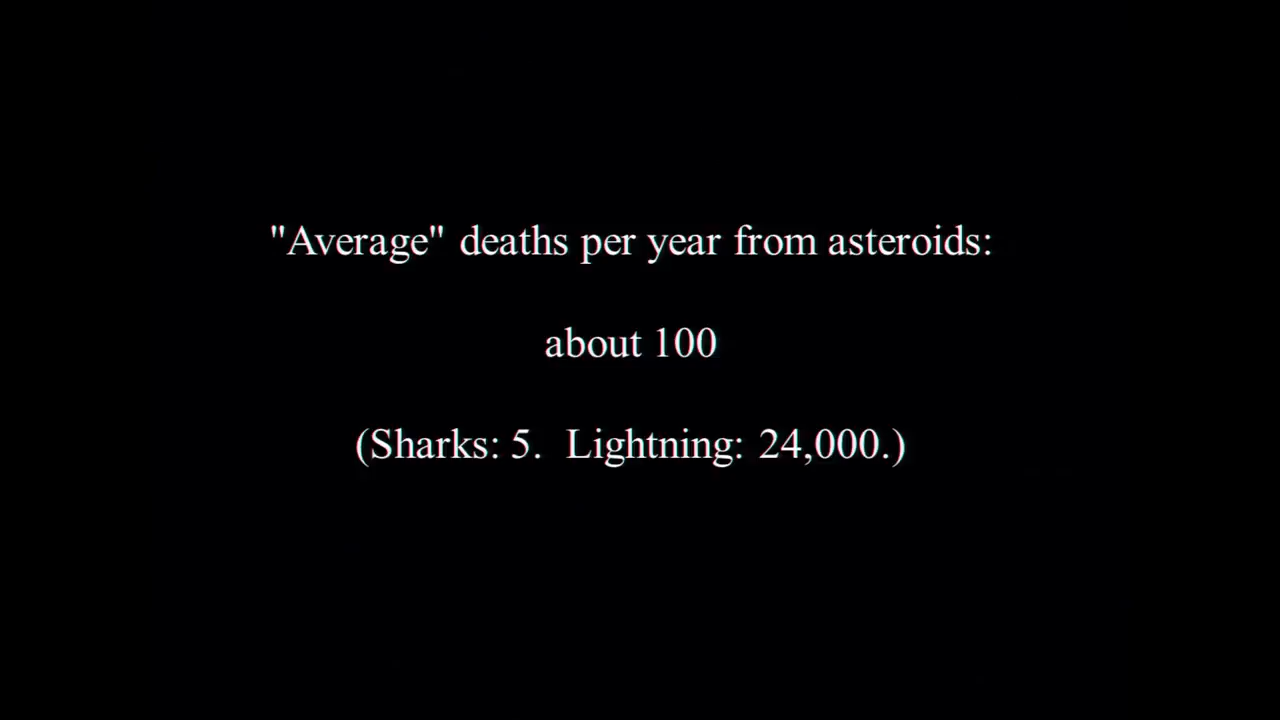 "Average" deaths per year from asteroids:
about 100
(Sharks: 5.  Lightning: 24,000.)